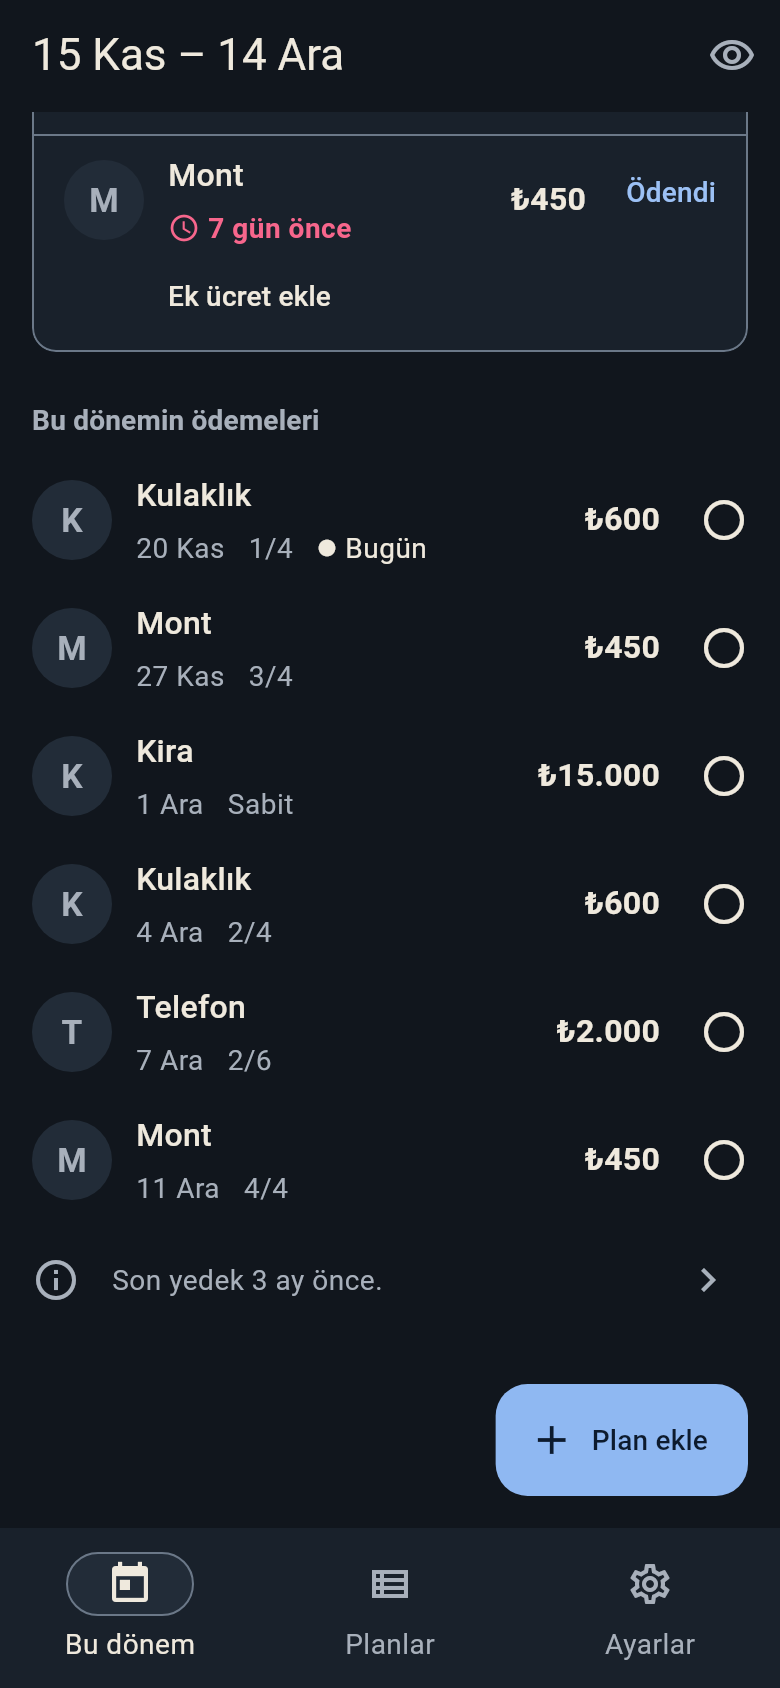 15 Kas – 14 Ara
M
Mont
7 gün önce
₺450
Ödendi
Ek ücret ekle
Bu dönemin ödemeleri
K
Kulaklık
20 Kas 1/4 Bugün
₺600
M
Mont
27 Kas 3/4
₺450
K
Kira
1 Ara Sabit
₺15.000
K
Kulaklık
4 Ara 2/4
₺600
T
Telefon
7 Ara 2/6
₺2.000
M
Mont
11 Ara 4/4
₺450
Son yedek 3 ay önce.
Plan ekle
Bu dönem
Planlar
Ayarlar